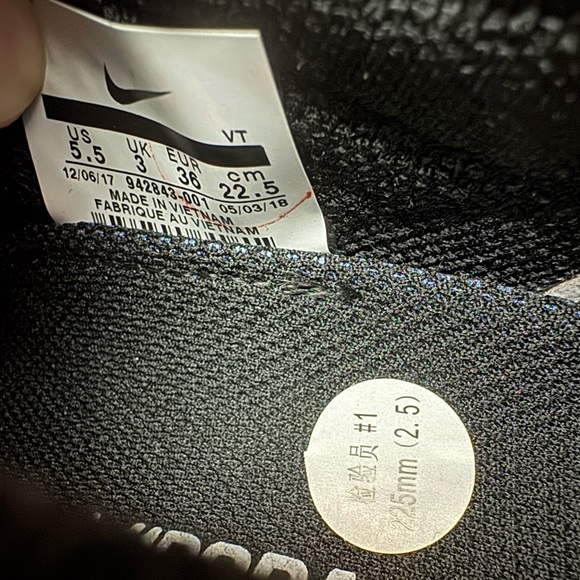 VT
US UK EUR cm
5.5 3 36 22.5
12/06/17 942843-001 05/03/18
MADE IN VIETNAM
FABRIQUE AU VIETNAM
检验员 #1
225mm (2.5)